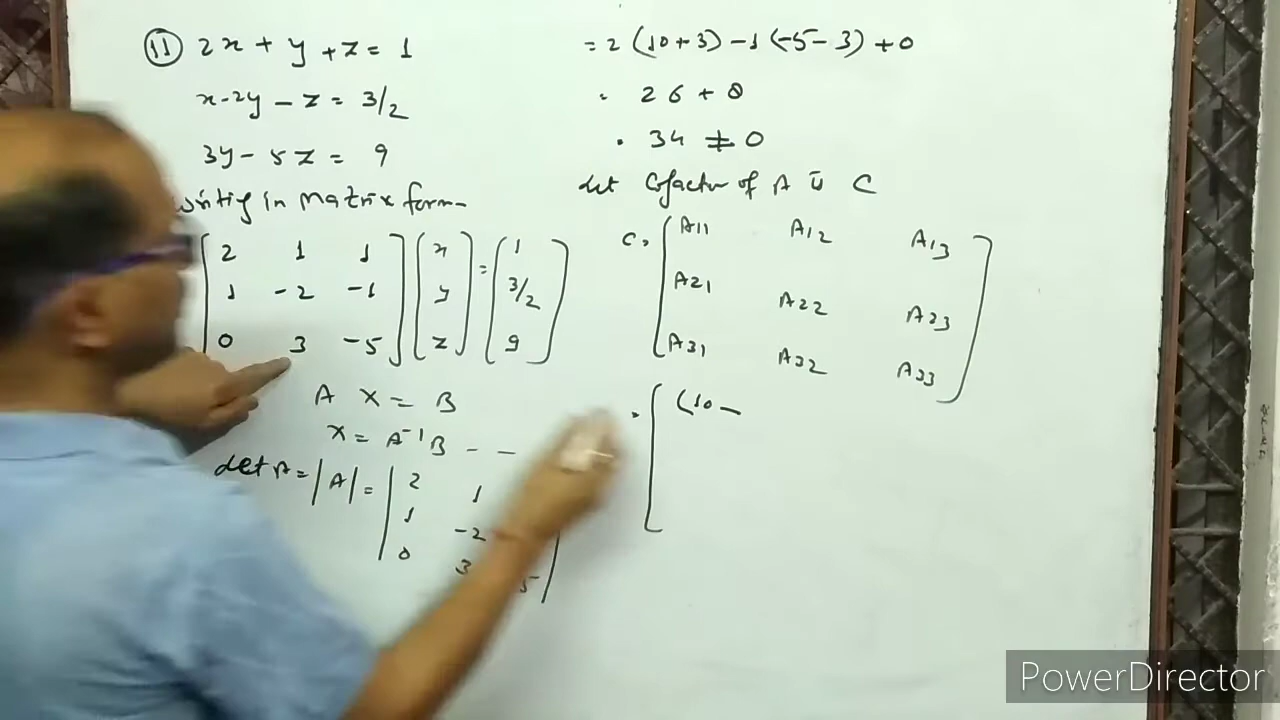 11 2x + y + z = 1
x - 2y - z = 3/2
3y - 5z = 9
in Matrix form -
2 1 1 x = 1
1 -2 -1 y 3/2
0 3 -5 z 9
A X = B
X = A⁻¹B - -
det A = |A| = 2 1
1 -2
0 3 5
= 2 (10+3) -1 (-5-3) + 0
= 26 + 8
= 34 ≠ 0
Let Cofactor of A is C
C = A11 A12 A13
A21 A22 A23
A31 A32 A33
= (10 -
PowerDirector